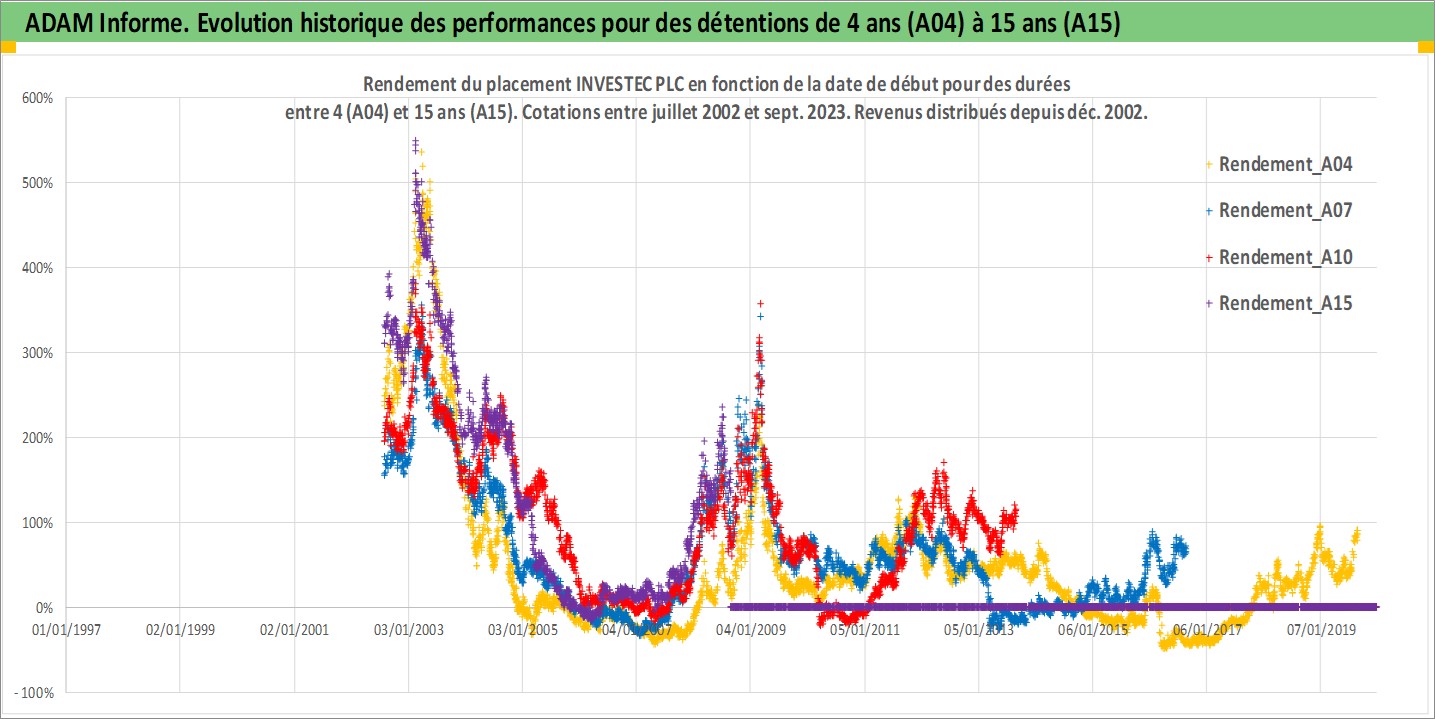 ADAM Informe. Evolution historique des performances pour des détentions de 4 ans (A04) à 15 ans (A15)
Rendement du placement INVESTEC PLC en fonction de la date de début pour des durées
entre 4 (A04) et 15 ans (A15). Cotations entre juillet 2002 et sept. 2023. Revenus distribués depuis déc. 2002.
600%
500%
400%
300%
200%
100%
0%
-100%
Rendement_A04
Rendement_A07
Rendement_A10
Rendement_A15
01/01/1997 02/01/1999 02/01/2001 03/01/2003 03/01/2005 04/01/2007 04/01/2009 05/01/2011 05/01/2013 06/01/2015 06/01/2017 07/01/2019